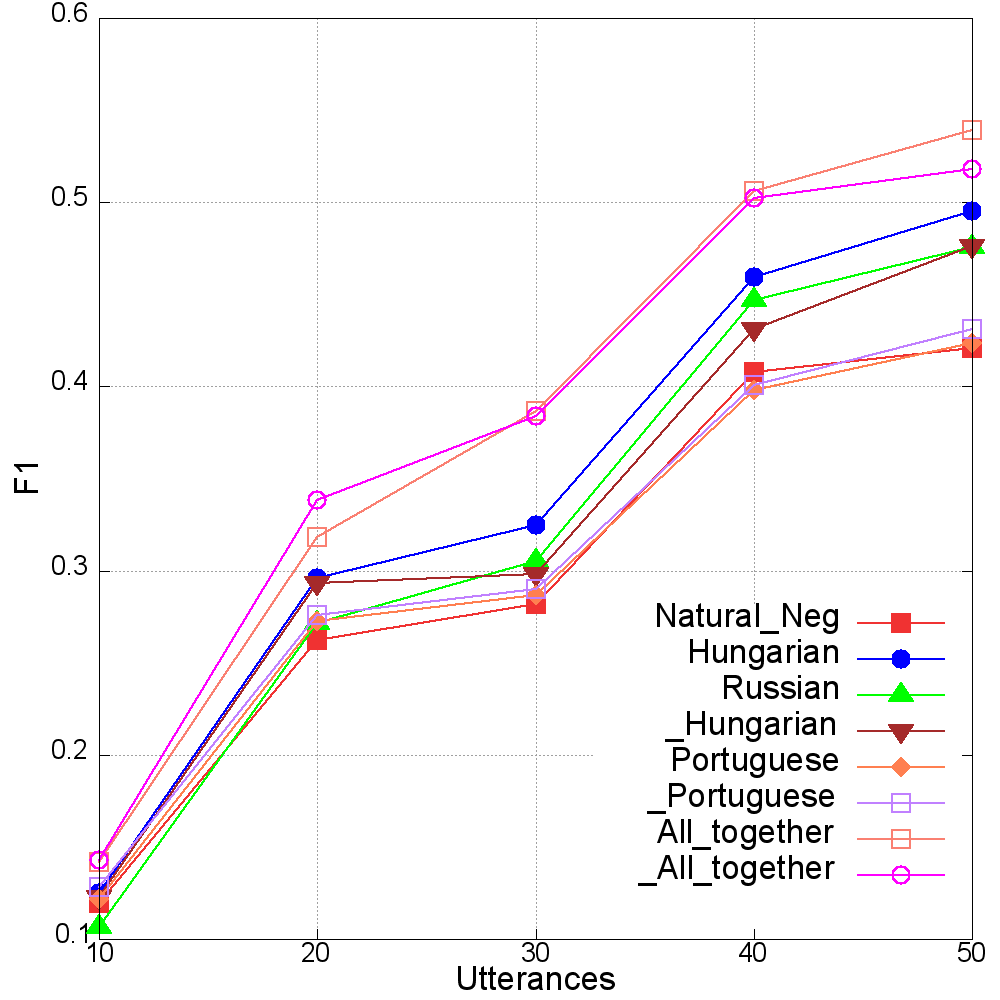 0.6
0.5
0.4
0.3
0.2
0.1
F1
10 20 30 40 50
Utterances
Natural_Neg
Hungarian
Russian
_Hungarian
Portuguese
_Portuguese
All_together
_All_together